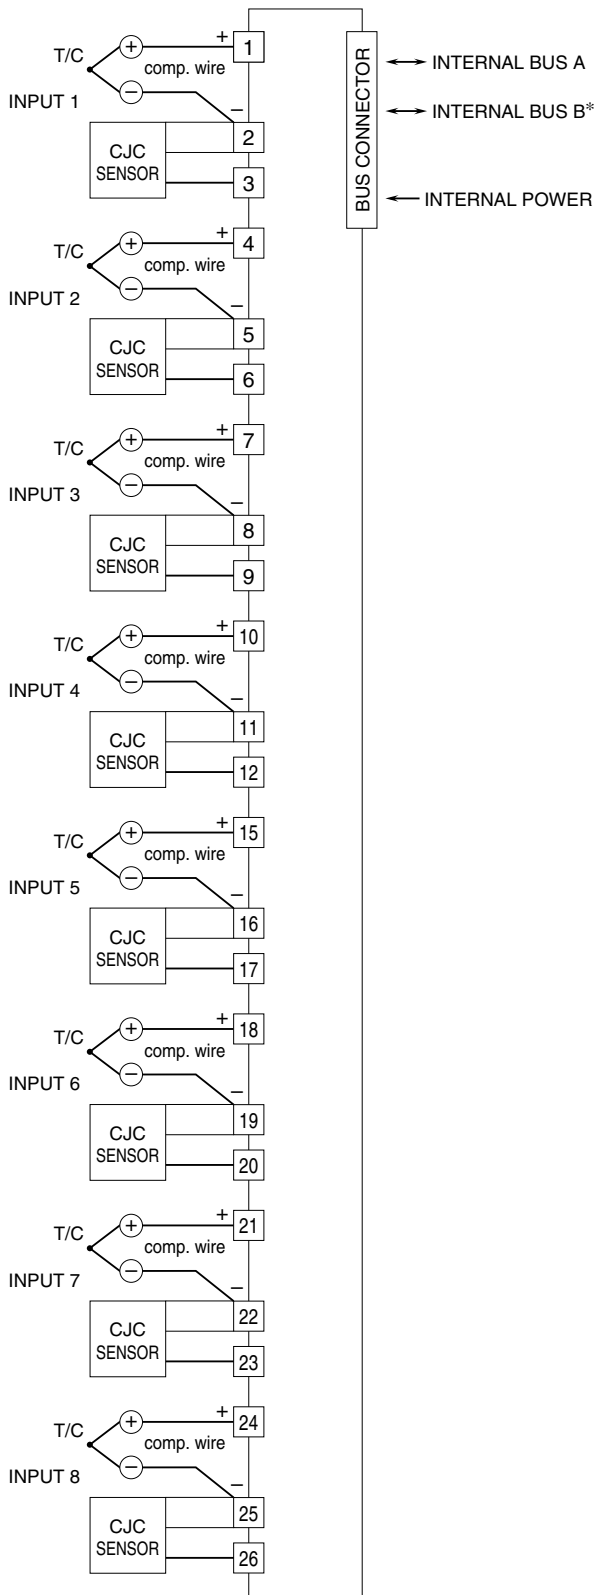 T/C
+
+
1
comp. wire
INPUT 1
−
−
2
CJC
SENSOR
3
T/C
+
+
4
comp. wire
INPUT 2
−
−
5
CJC
SENSOR
6
T/C
+
+
7
comp. wire
INPUT 3
−
−
8
CJC
SENSOR
9
T/C
+
+
10
comp. wire
INPUT 4
−
−
11
CJC
SENSOR
12
T/C
+
+
15
comp. wire
INPUT 5
−
−
16
CJC
SENSOR
17
T/C
+
+
18
comp. wire
INPUT 6
−
−
19
CJC
SENSOR
20
T/C
+
+
21
comp. wire
INPUT 7
−
−
22
CJC
SENSOR
23
T/C
+
+
24
comp. wire
INPUT 8
−
−
25
CJC
SENSOR
26
BUS CONNECTOR
INTERNAL BUS A
INTERNAL BUS B*
INTERNAL POWER